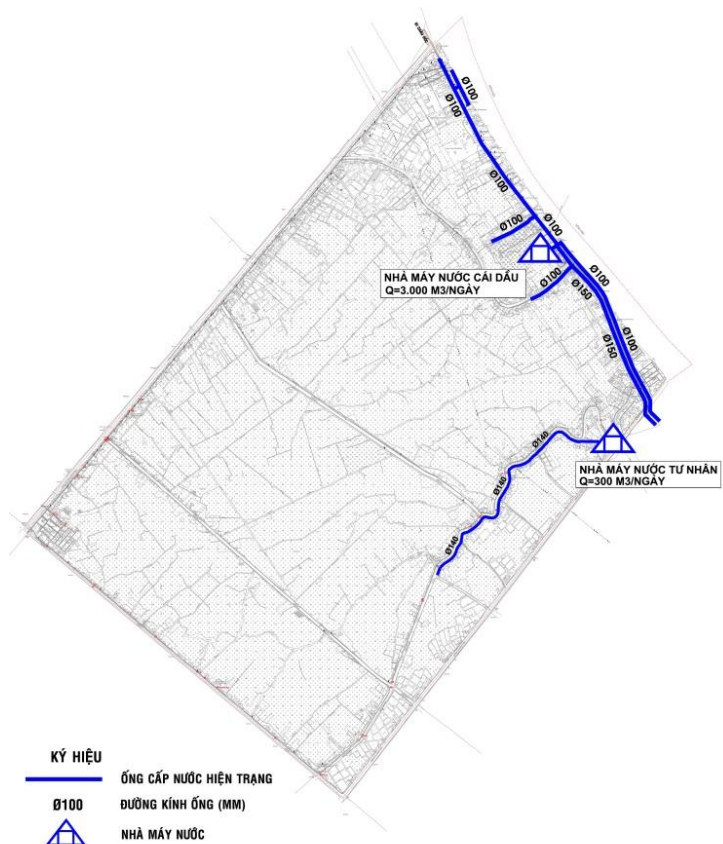 Ø100
Ø100
Ø100
Ø100
Ø100
NHÀ MÁY NƯỚC CÁI DẦU
Q=3.000 M3/NGÀY
Ø100
Ø100
Ø150
Ø100
Ø150
Ø140
NHÀ MÁY NƯỚC TƯ NHÂN
Q=300 M3/NGÀY
Ø140
Ø140
KÝ HIỆU
ỐNG CẤP NƯỚC HIỆN TRẠNG
Ø100 ĐƯỜNG KÍNH ỐNG (MM)
NHÀ MÁY NƯỚC